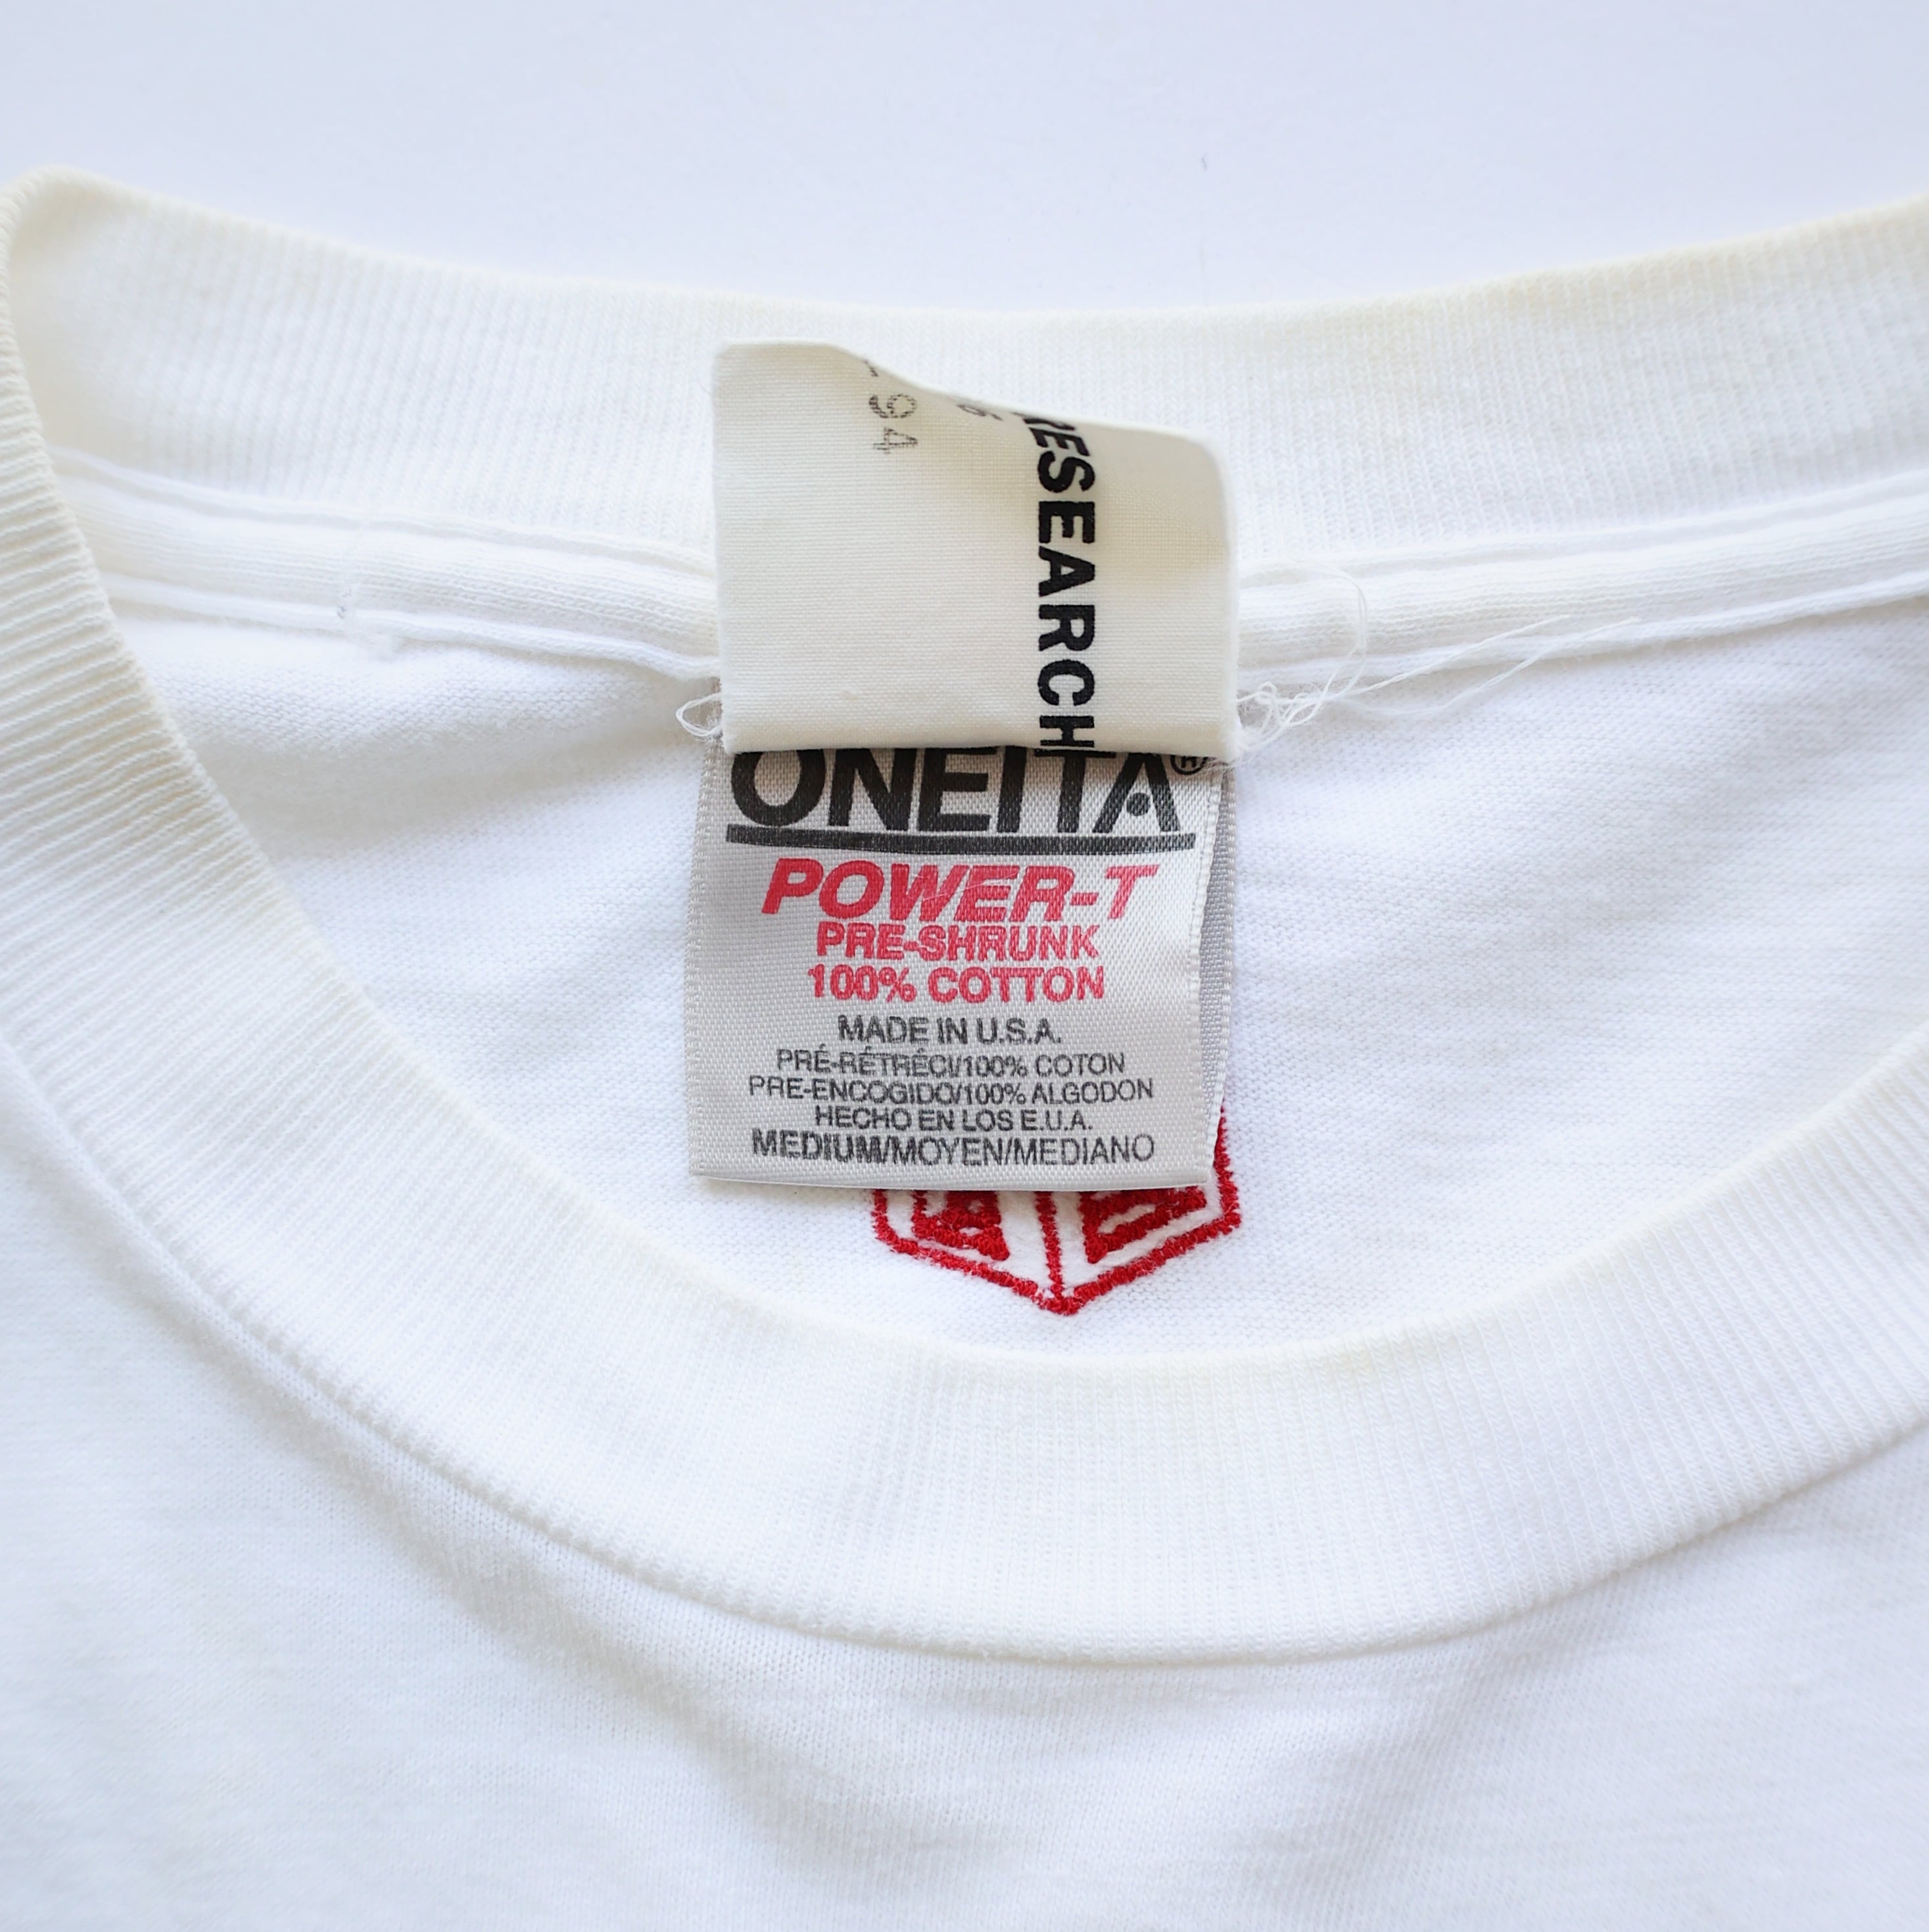 94
RESEARCH
ONEITA®
POWER-T
PRE-SHRUNK
100% COTTON
MADE IN U.S.A.
PRÉ-RÉTRÉCI/100% COTON
PRE-ENCOGIDO/100% ALGODON
HECHO EN LOS E.U.A.
MEDIUM/MOYEN/MEDIANO